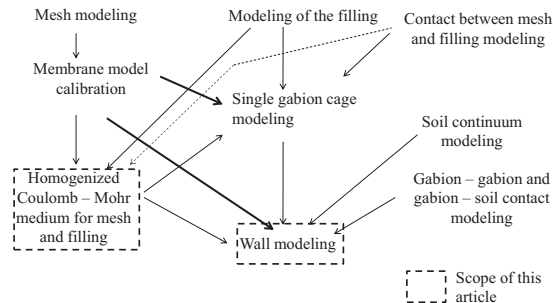 Mesh modeling
Modeling of the filling
Contact between mesh
and filling modeling
Membrane model
calibration
Single gabion cage
modeling
Soil continuum
modeling
Homogenized
Coulomb – Mohr
medium for mesh
and filling
Gabion – gabion and
gabion – soil contact
modeling
Wall modeling
Scope of this
article